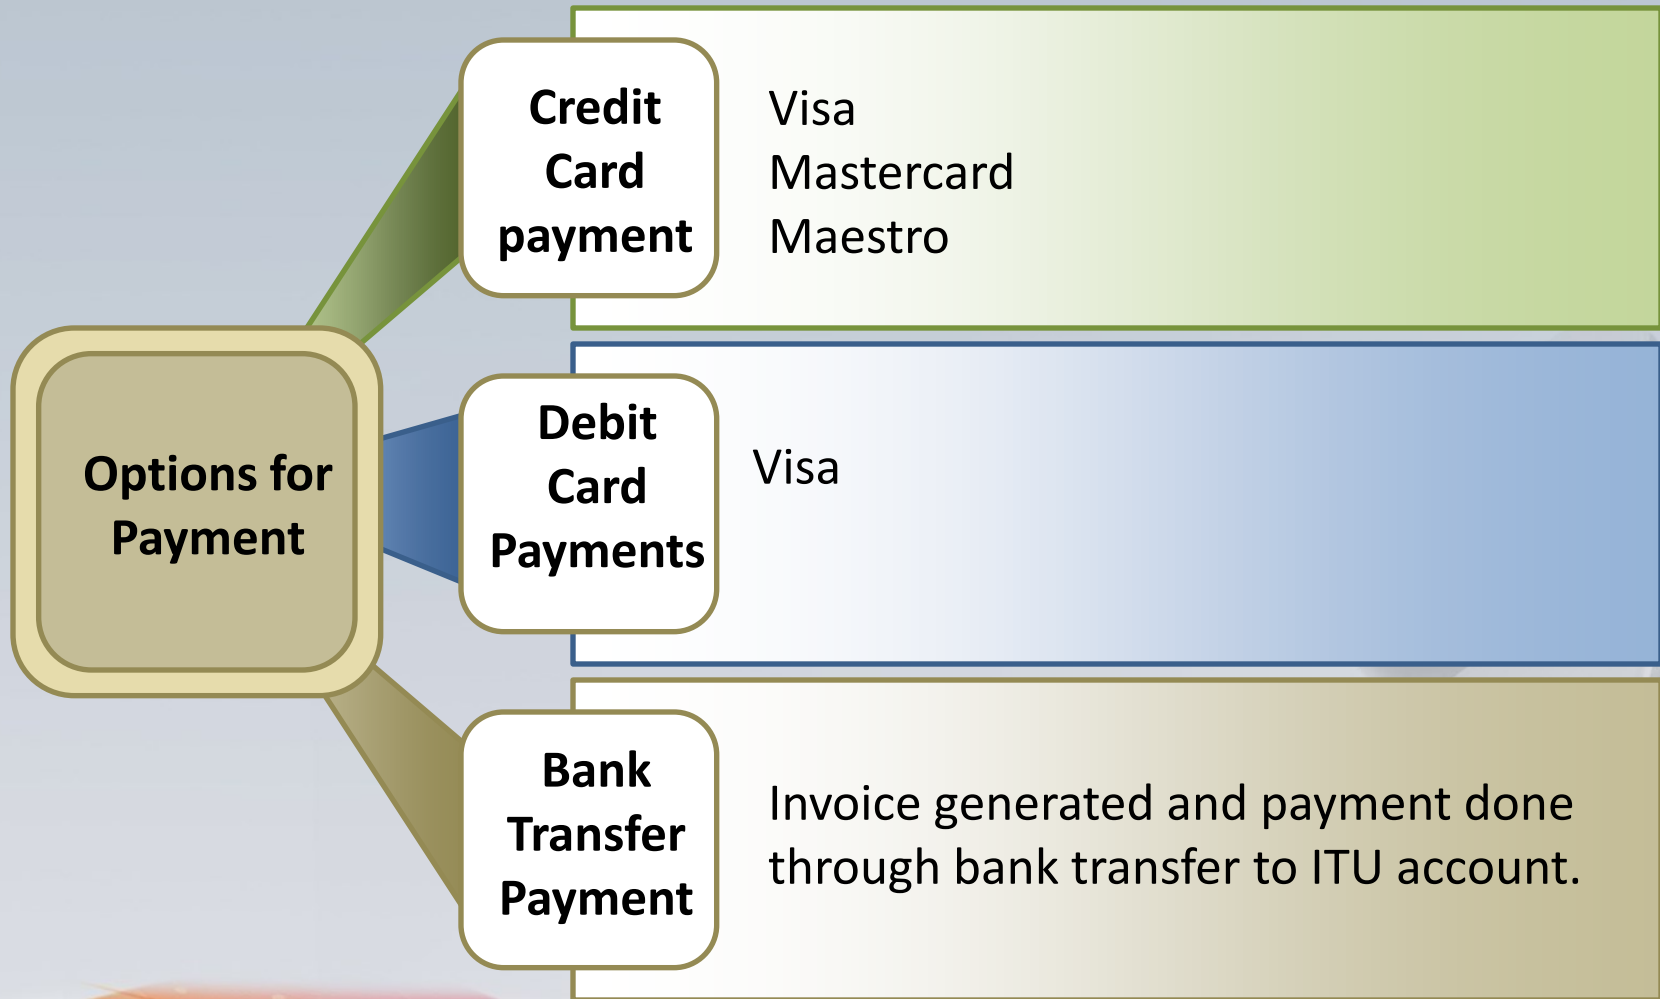 Options for
Payment
Credit
Card
payment
Visa
Mastercard
Maestro
Debit
Card
Payments
Visa
Bank
Transfer
Payment
Invoice generated and payment done
through bank transfer to ITU account.